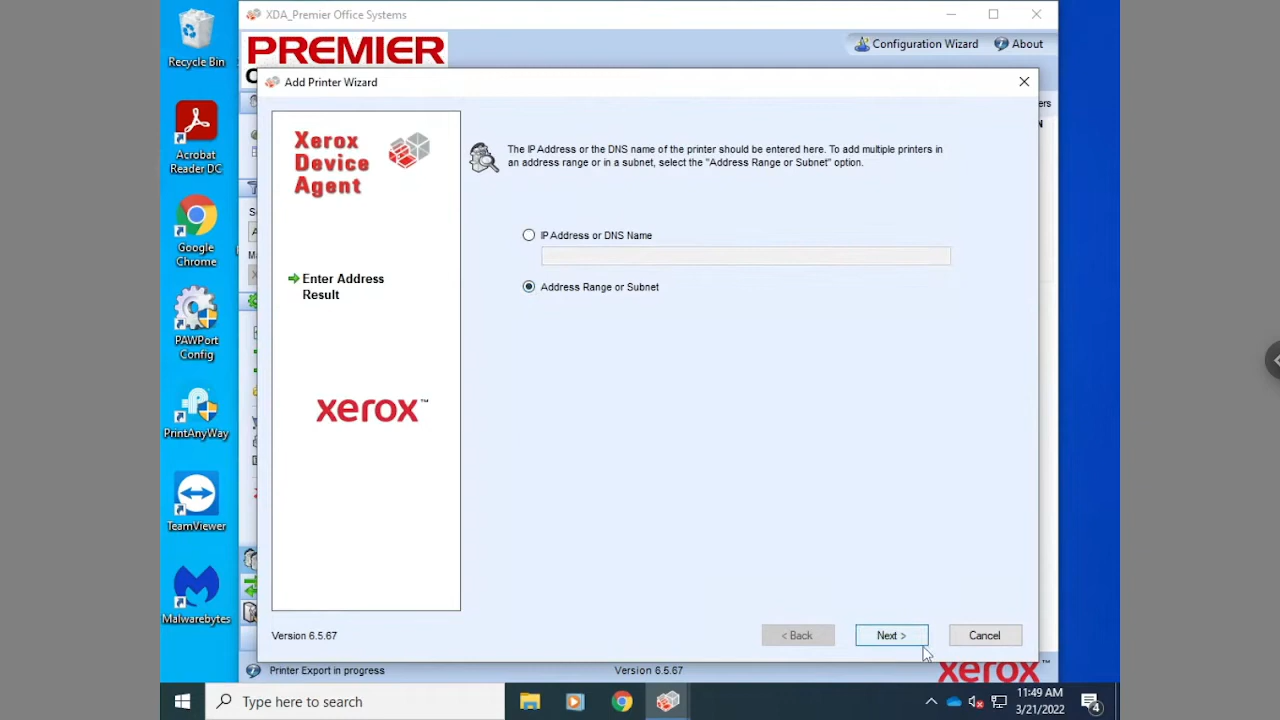 Recycle Bin
Acrobat
Reader DC
Google
Chrome
PAWPort
Config
PrintAnyWay
TeamViewer
Malwarebytes
XDA_Premier Office Systems
PREMIER
Configuration Wizard
About
Add Printer Wizard
Xerox
Device
Agent
Enter Address
Result
xerox™
Version 6.5.67
The IP Address or the DNS name of the printer should be entered here. To add multiple printers in
an address range or in a subnet, select the "Address Range or Subnet" option.
IP Address or DNS Name
Address Range or Subnet
< Back
Next >
Cancel
Printer Export in progress
Version 6.5.67
xerox™
Type here to search
11:49 AM
3/21/2022
4